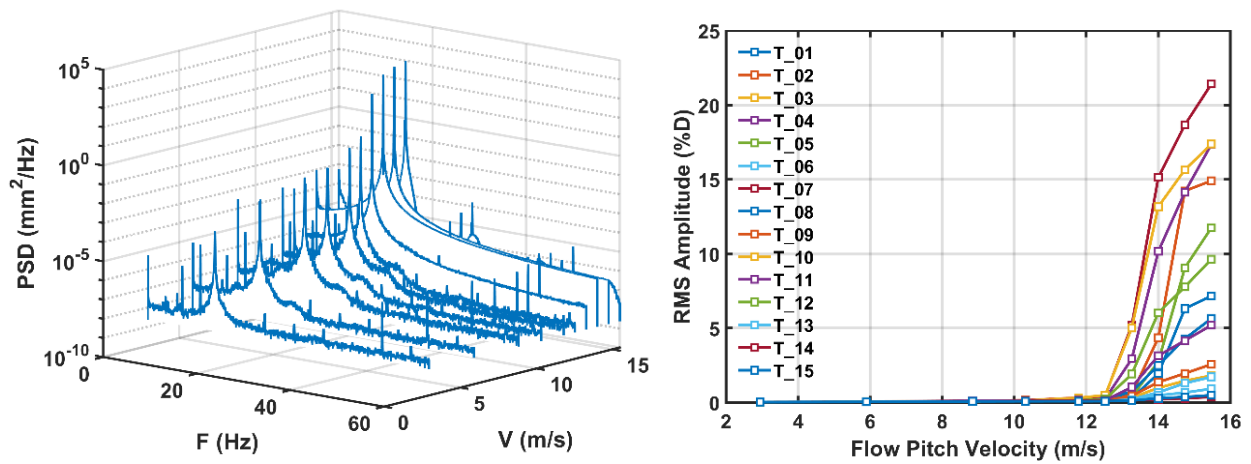 10^5
10^0
10^-5
10^-10
PSD (mm^2/Hz)
0
20
40
60
F (Hz)
0
5
10
15
V (m/s)
25
20
15
10
5
0
RMS Amplitude (%D)
T_01
T_02
T_03
T_04
T_05
T_06
T_07
T_08
T_09
T_10
T_11
T_12
T_13
T_14
T_15
2 4 6 8 10 12 14 16
Flow Pitch Velocity (m/s)